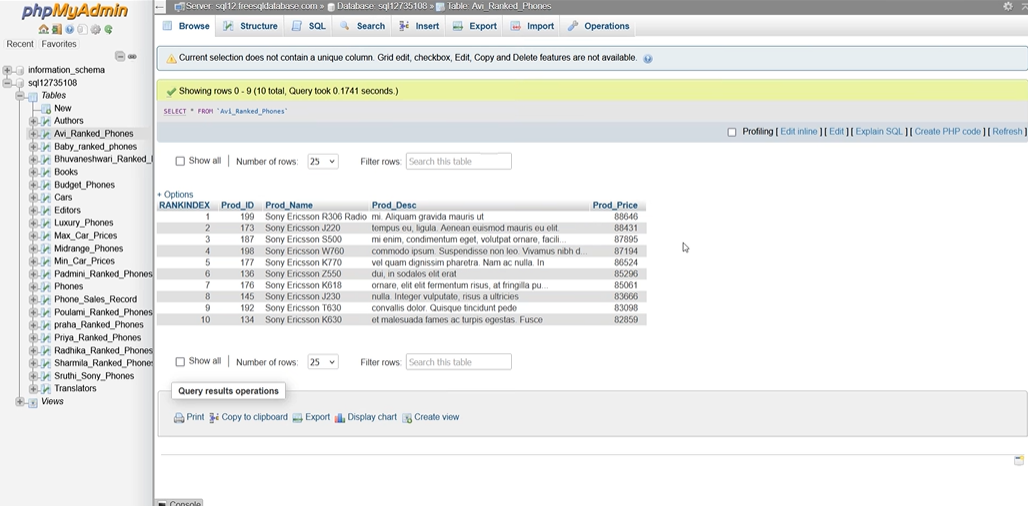 phpMyAdmin
Recent Favorites
information_schema
sql12735108
Tables
New
Authors
Avi_Ranked_Phones
Baby_ranked_phones
Bhuvaneshwari_Ranked_I
Books
Budget_Phones
Cars
Editors
Luxury_Phones
Max_Car_Prices
Midrange_Phones
Min_Car_Prices
Padmini_Ranked_Phones
Phones
Phone_Sales_Record
Poulami_Ranked_Phones
praha_Ranked_Phones
Priya_Ranked_Phones
Radhika_Ranked_Phones
Sharmila_Ranked_Phones
Sruthi_Sony_Phones
Translators
Views
Server: sql12.freesqldatabase.com » Database: sql12735108 » Table: Avi_Ranked_Phones
Browse Structure SQL Search Insert Export Import Operations
Current selection does not contain a unique column. Grid edit, checkbox, Edit, Copy and Delete features are not available.
Showing rows 0 - 9 (10 total, Query took 0.1741 seconds.)
SELECT * FROM `Avi_Ranked_Phones`
Profiling [ Edit inline ] [ Edit ] [ Explain SQL ] [ Create PHP code ] [ Refresh ]
Show all | Number of rows: 25 Filter rows: Search this table
+ Options
RANKINDEX Prod_ID Prod_Name Prod_Desc Prod_Price
1 199 Sony Ericsson R306 Radio mi. Aliquam gravida mauris ut 88646
2 173 Sony Ericsson J220 tempus eu, ligula. Aenean euismod mauris eu elit. 88431
3 187 Sony Ericsson S500 mi enim, condimentum eget, volutpat ornare, facili... 87895
4 198 Sony Ericsson W760 commodo ipsum. Suspendisse non leo. Vivamus nibh d... 87194
5 177 Sony Ericsson K770 vel quam dignissim pharetra. Nam ac nulla. In 86524
6 136 Sony Ericsson Z550 dui, in sodales elit erat 85296
7 176 Sony Ericsson K618 ornare, elit elit fermentum risus, at fringilla pu... 85061
8 145 Sony Ericsson J230 nulla. Integer vulputate, risus a ultricies 83666
9 192 Sony Ericsson T630 convallis dolor. Quisque tincidunt pede 83098
10 134 Sony Ericsson K630 et malesuada fames ac turpis egestas. Fusce 82859
Show all | Number of rows: 25 Filter rows: Search this table
Query results operations
Print Copy to clipboard Export Display chart Create view
Console